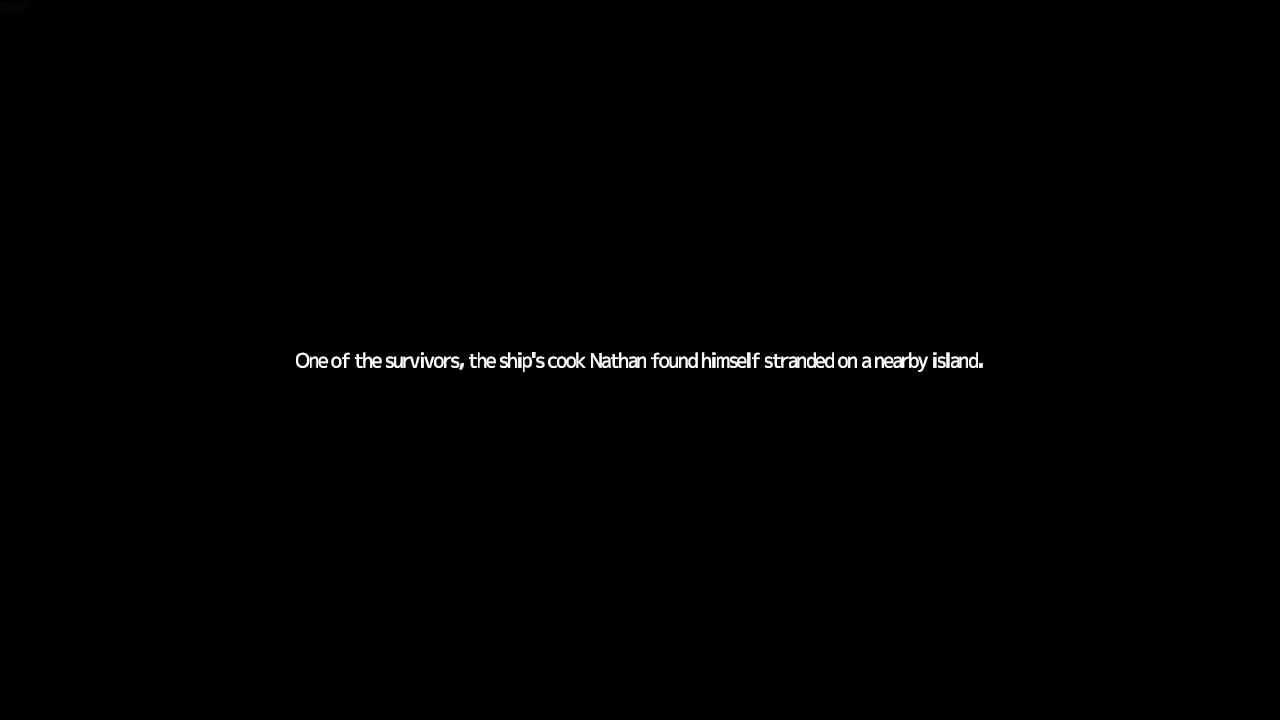 One of the survivors, the ship's cook Nathan found himself stranded on a nearby island.